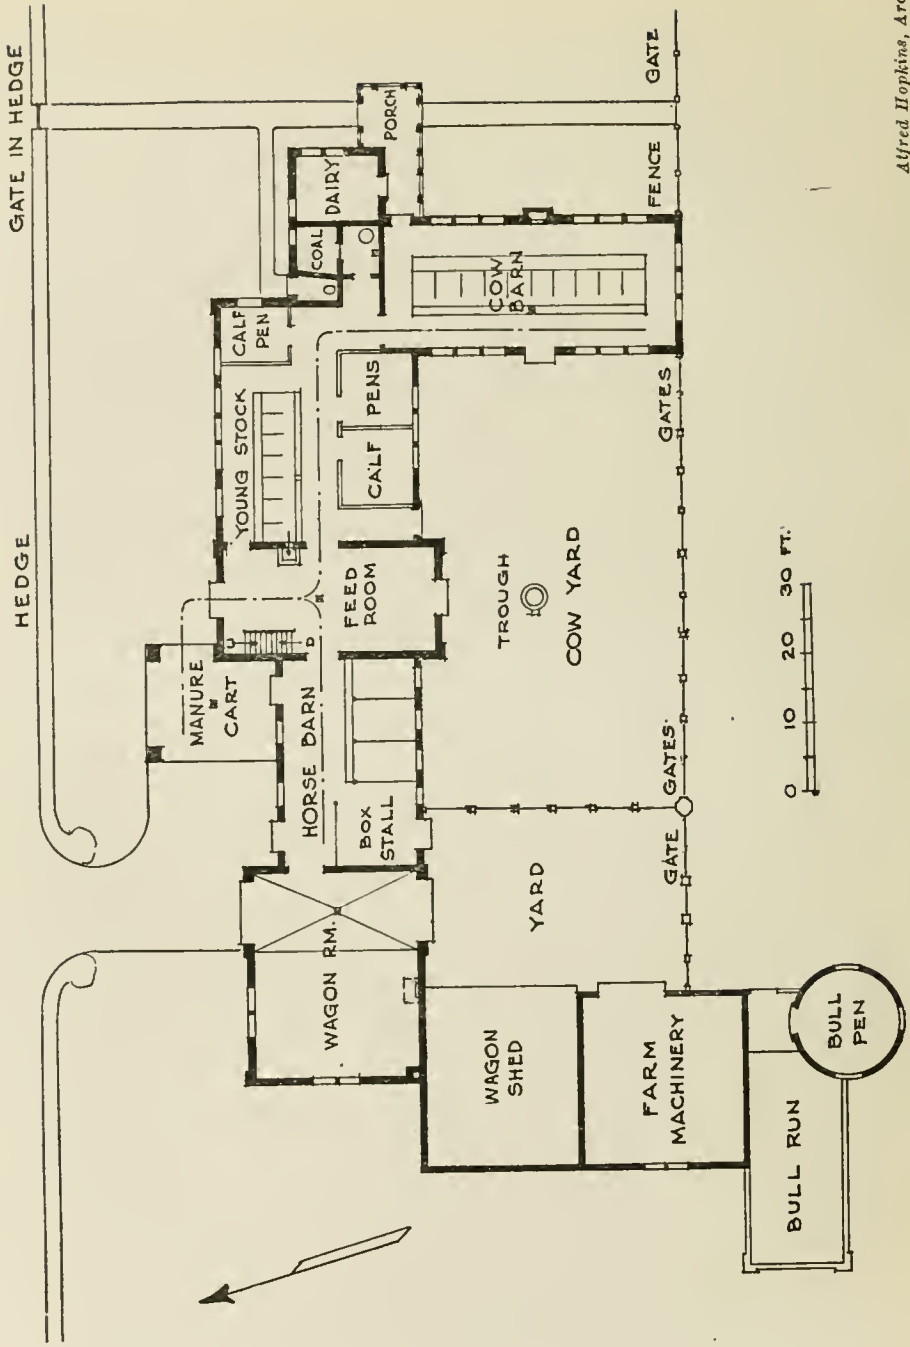 HEDGE
GATE IN HEDGE
MANURE
CART
U
D
YOUNG STOCK
CALF
PEN
HORSE BARN
COAL
DAIRY
PORCH
WAGON RM.
BOX
STALL
FEED
ROOM
CALF PENS
COW
BARN
WAGON
SHED
YARD
TROUGH
COW YARD
FARM
MACHINERY
GATE
GATES
GATES
FENCE
GATE
BULL RUN
BULL
PEN
0 10 20 30 FT.
Alfred Hopkins, Arc